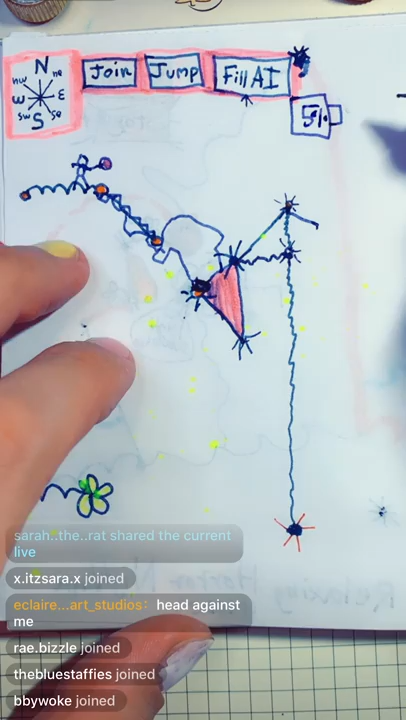 N
nw ne
W E
sw se
S
Join
Jump
Fill AI
5%
sarah..the..rat shared the current
live
x.itzsara.x joined
eclaire...art_studios: head against
me
rae.bizzle joined
thebluestaffies joined
bbywoke joined